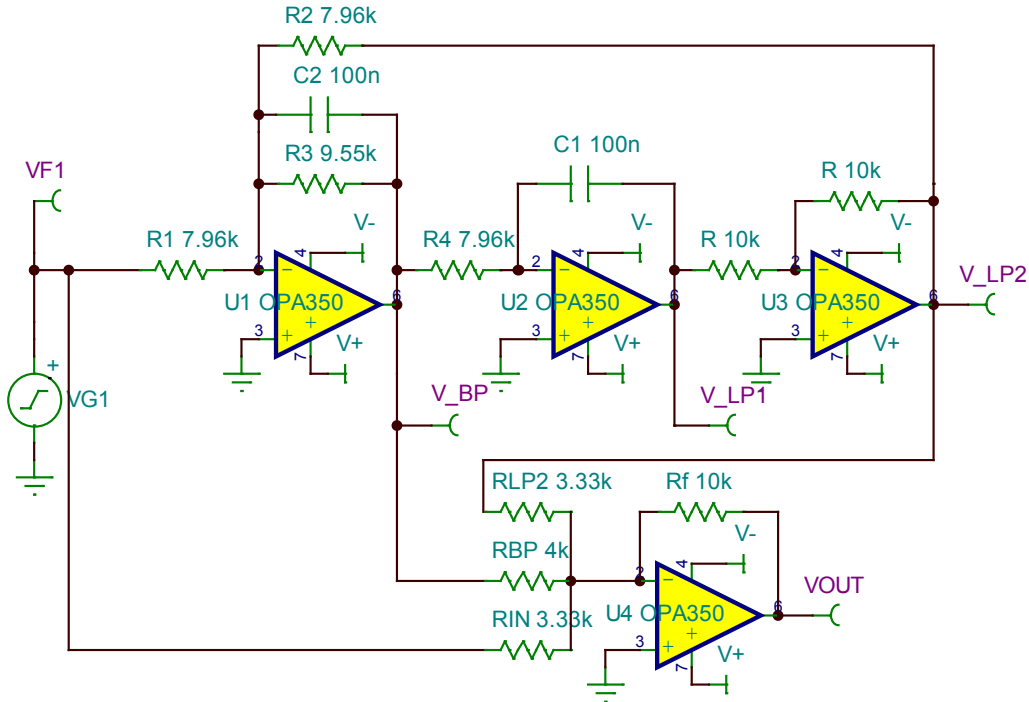 R2 7.96k
C2 100n
R3 9.55k
C1 100n
R 10k
VF1
V-
V-
V-
R1 7.96k
R4 7.96k
R 10k
2
4
2
4
2
4
U1 OPA350
6
U2 OPA350
6
U3 OPA350
6
V_LP2
3
7
V+
3
7
V+
3
7
V+
+
VG1
V_BP
V_LP1
RLP2 3.33k
Rf 10k
V-
RBP 4k
2
4
VOUT
RIN 3.33k
U4 OPA350
6
3
7
V+